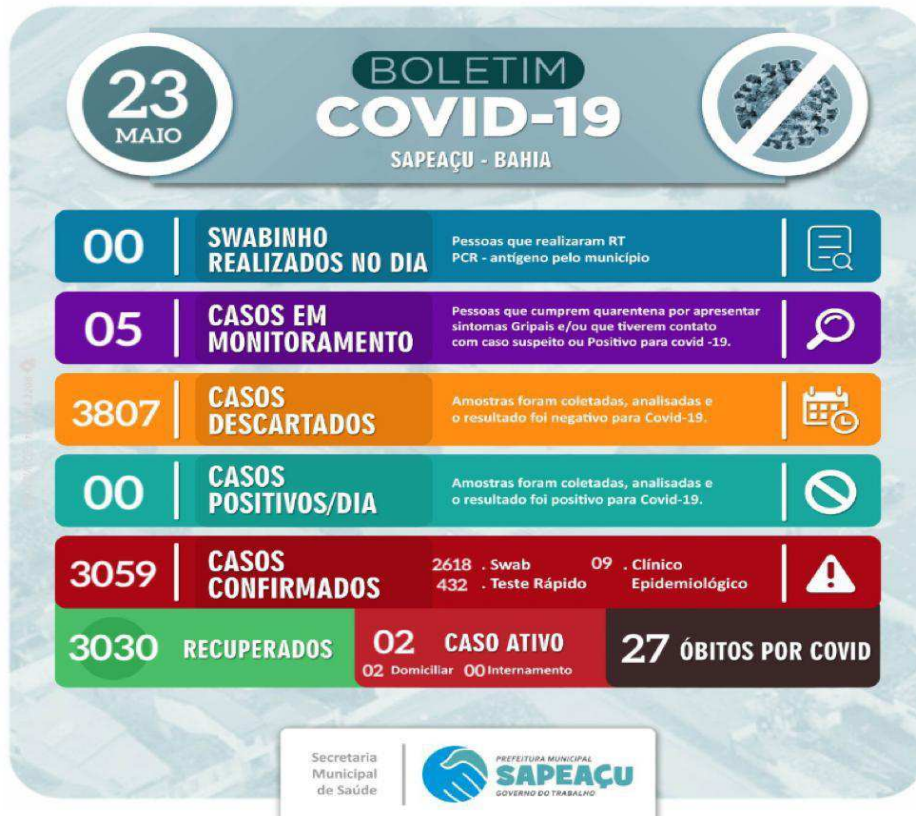 23
MAIO
BOLETIM
COVID-19
SAPEAÇU - BAHIA
00
SWABINHO
REALIZADOS NO DIA
Pessoas que realizaram RT
PCR - antígeno pelo município
05
CASOS EM
MONITORAMENTO
Pessoas que cumprem quarentena por apresentar
sintomas Gripais e/ou que tiverem contato
com caso suspeito ou Positivo para covid -19.
3807
CASOS
DESCARTADOS
Amostras foram coletadas, analisadas e
o resultado foi negativo para Covid-19.
00
CASOS
POSITIVOS/DIA
Amostras foram coletadas, analisadas e
o resultado foi positivo para Covid-19.
3059
CASOS
CONFIRMADOS
2618 . Swab
432 . Teste Rápido
09 . Clínico
Epidemiológico
3030 RECUPERADOS
02 CASO ATIVO
02 Domiciliar 00 Internamento
27 ÓBITOS POR COVID
Secretaria
Municipal
de Saúde
PREFEITURA MUNICIPAL
SAPEAÇU
GOVERNO DO TRABALHO